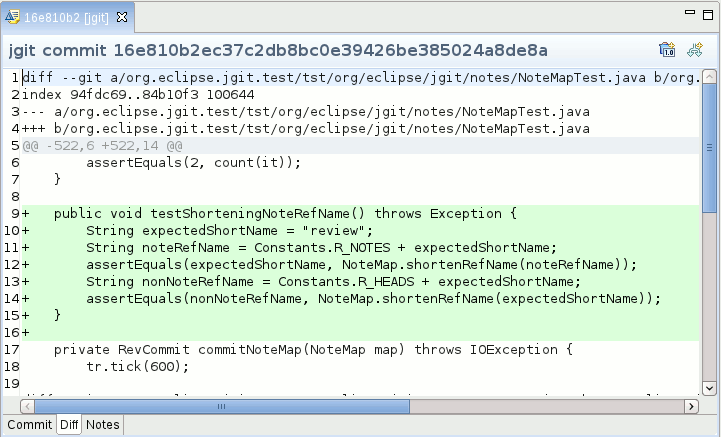 16e810b2 [jgit]
jgit commit 16e810b2ec37c2db8bc0e39426be385024a8de8a
1 diff --git a/org.eclipse.jgit.test/tst/org/eclipse/jgit/notes/NoteMapTest.java b/org.
2 index 94fdc69..84b10f3 100644
3 --- a/org.eclipse.jgit.test/tst/org/eclipse/jgit/notes/NoteMapTest.java
4 +++ b/org.eclipse.jgit.test/tst/org/eclipse/jgit/notes/NoteMapTest.java
5 @@ -522,6 +522,14 @@
6         assertEquals(2, count(it));
7     }
8
9 +    public void testShorteningNoteRefName() throws Exception {
10 +        String expectedShortName = "review";
11 +        String noteRefName = Constants.R_NOTES + expectedShortName;
12 +        assertEquals(expectedShortName, NoteMap.shortenRefName(noteRefName));
13 +        String nonNoteRefName = Constants.R_HEADS + expectedShortName;
14 +        assertEquals(nonNoteRefName, NoteMap.shortenRefName(expectedShortName));
15 +    }
16 +
17     private RevCommit commitNoteMap(NoteMap map) throws IOException {
18         tr.tick(600);
19
Commit Diff Notes